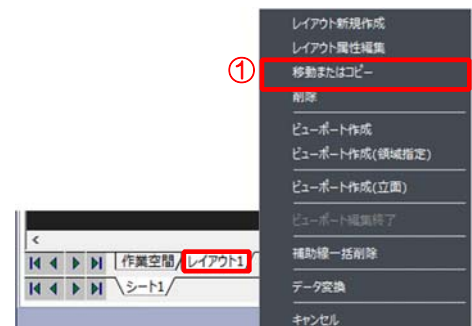 レイアウト新規作成
レイアウト属性編集
①
移動またはコピー
削除
ビューポート作成
ビューポート作成(領域指定)
ビューポート作成(立面)
ビューポート編集終了
補助線一括削除
データ変換
キャンセル
<
作業空間 レイアウト1
シート1